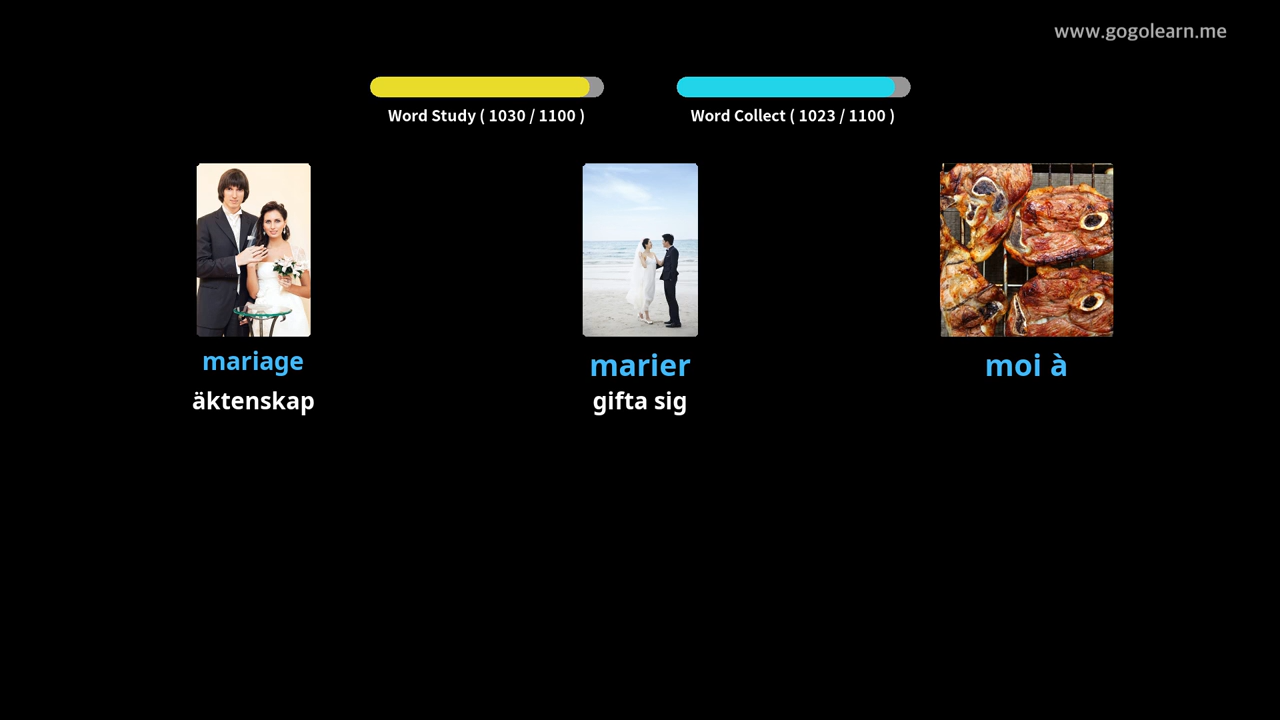 www.gogolearn.me
Word Study ( 1030 / 1100 )
Word Collect ( 1023 / 1100 )
mariage
äktenskap
marier
gifta sig
moi à